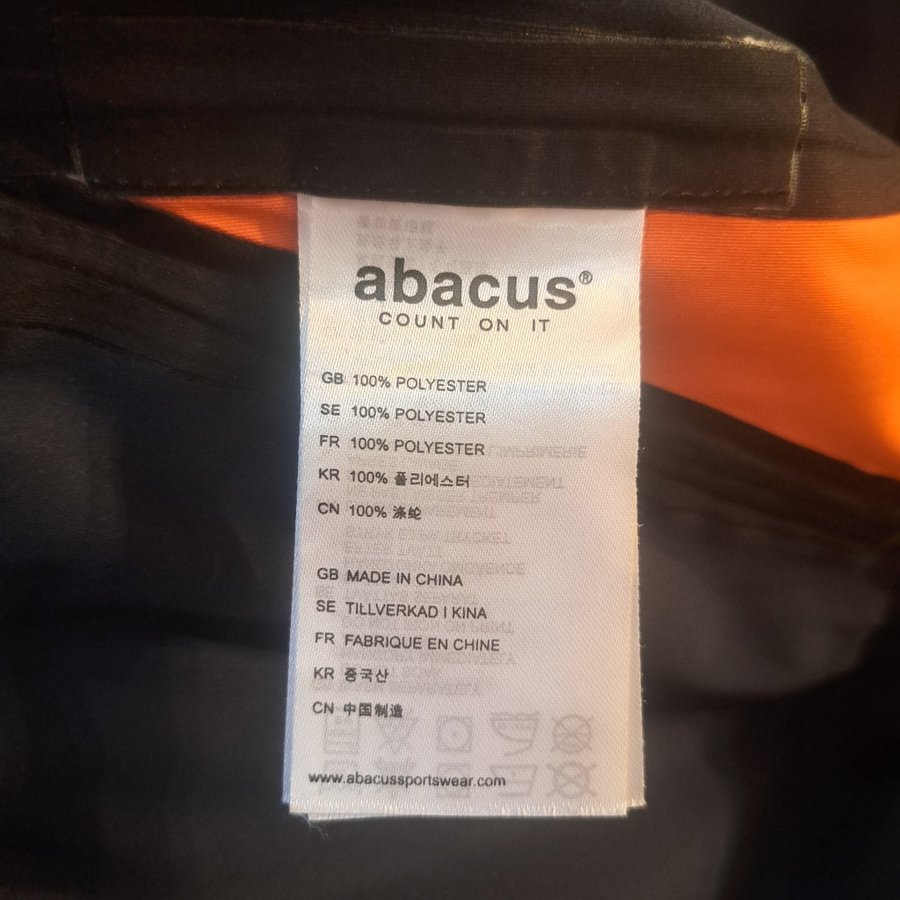 abacus®
COUNT ON IT
GB 100% POLYESTER
SE 100% POLYESTER
FR 100% POLYESTER
KR 100% 폴리에스터
CN 100% 涤纶
GB MADE IN CHINA
SE TILLVERKAD I KINA
FR FABRIQUE EN CHINE
KR 중국산
CN 中国制造
www.abacussportswear.com